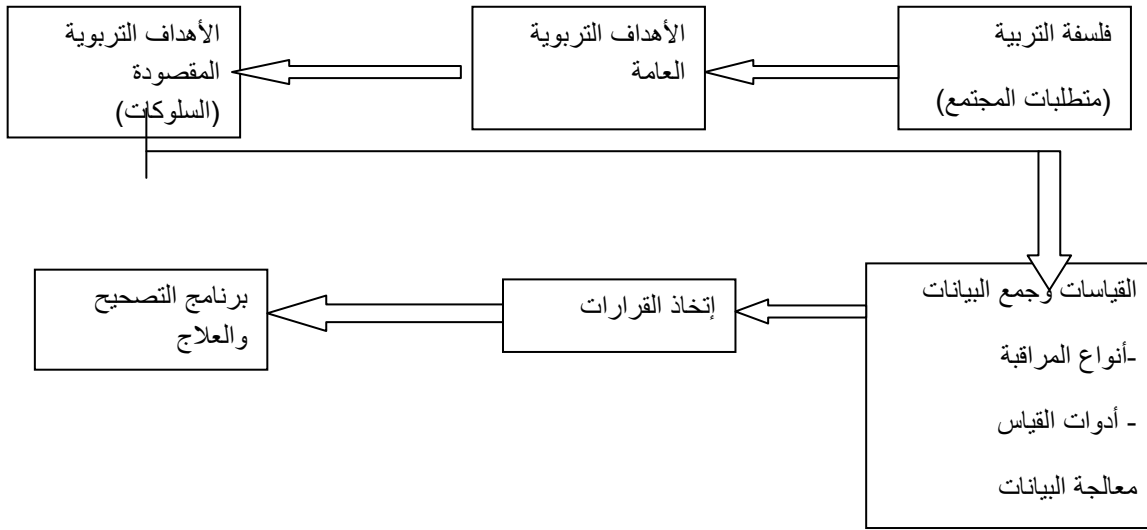 فلسفة التربية
(متطلبات المجتمع)
الأهداف التربوية
العامة
الأهداف التربوية
المقصودة
(السلوكات)
القياسات وجمع البيانات
-أنواع المراقبة
- أدوات القياس
معالجة البيانات
إتخاذ القرارات
برنامج التصحيح
والعلاج